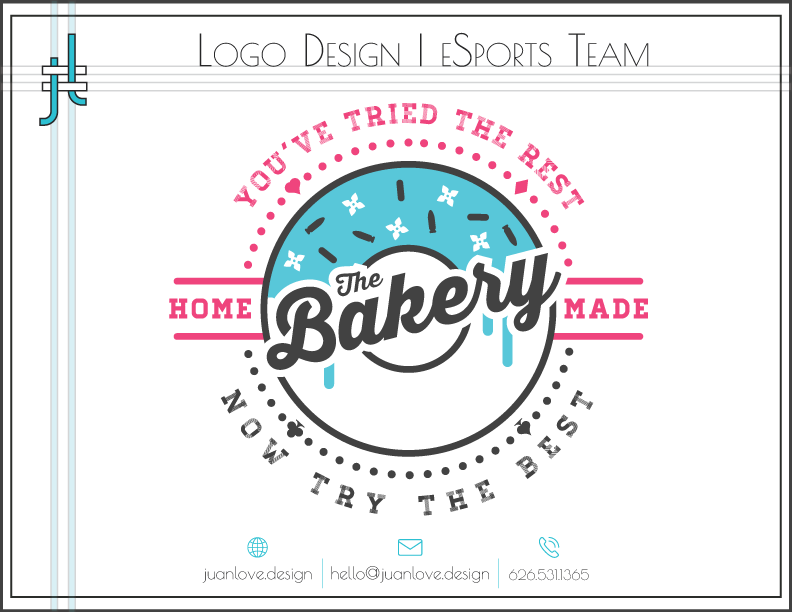 jl
Logo Design | eSports Team
YOU'VE TRIED THE REST
The
Bakery
HOME MADE
NOW TRY THE BEST
juanlove.design | hello@juanlove.design | 626.531.1365